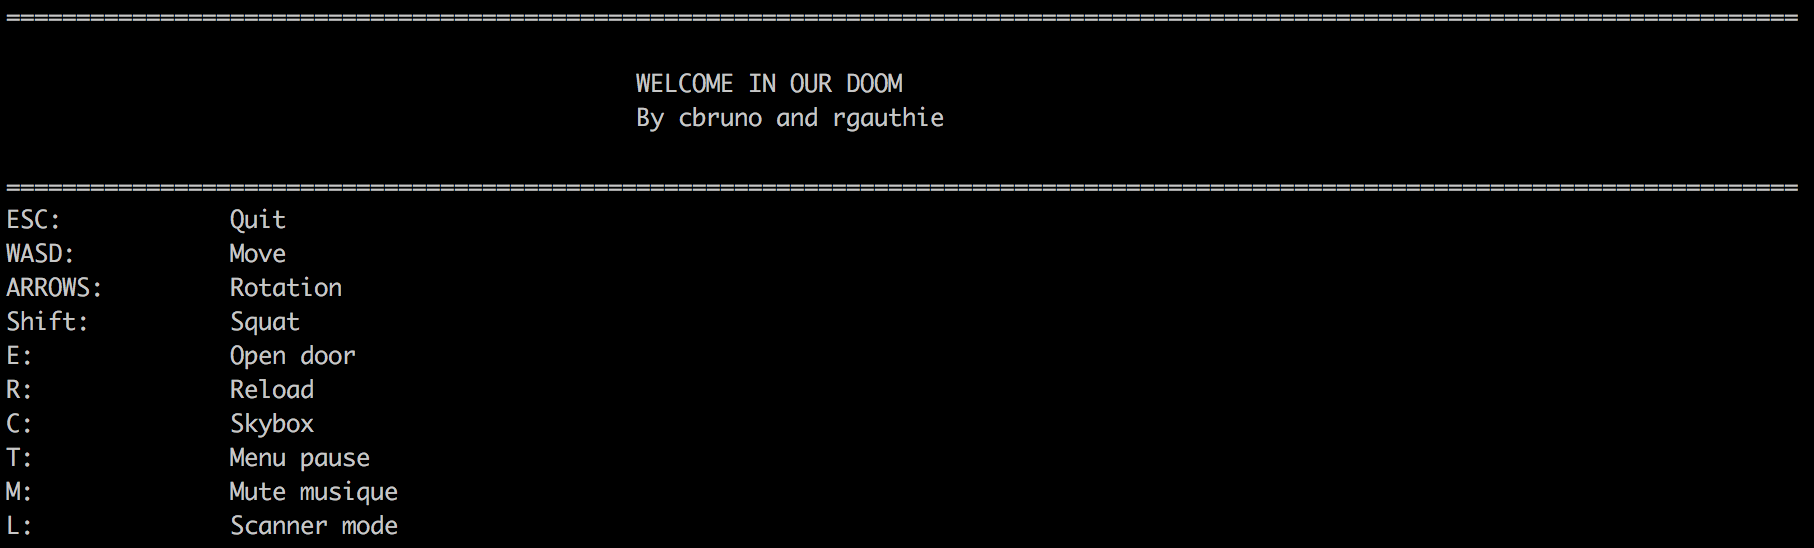 ================================================================================================================================
WELCOME IN OUR DOOM
By cbruno and rgauthie
================================================================================================================================
ESC: Quit
WASD: Move
ARROWS: Rotation
Shift: Squat
E: Open door
R: Reload
C: Skybox
T: Menu pause
M: Mute musique
L: Scanner mode